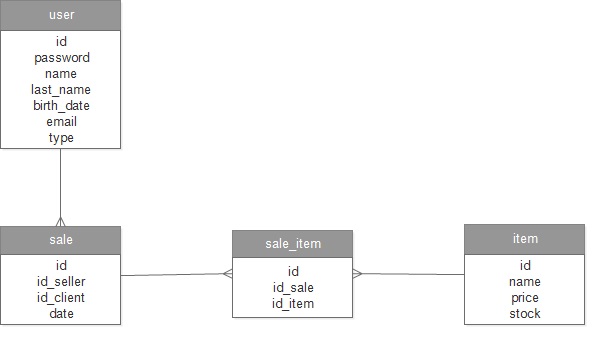 user
id
password
name
last_name
birth_date
email
type
sale
id
id_seller
id_client
date
sale_item
id
id_sale
id_item
item
id
name
price
stock